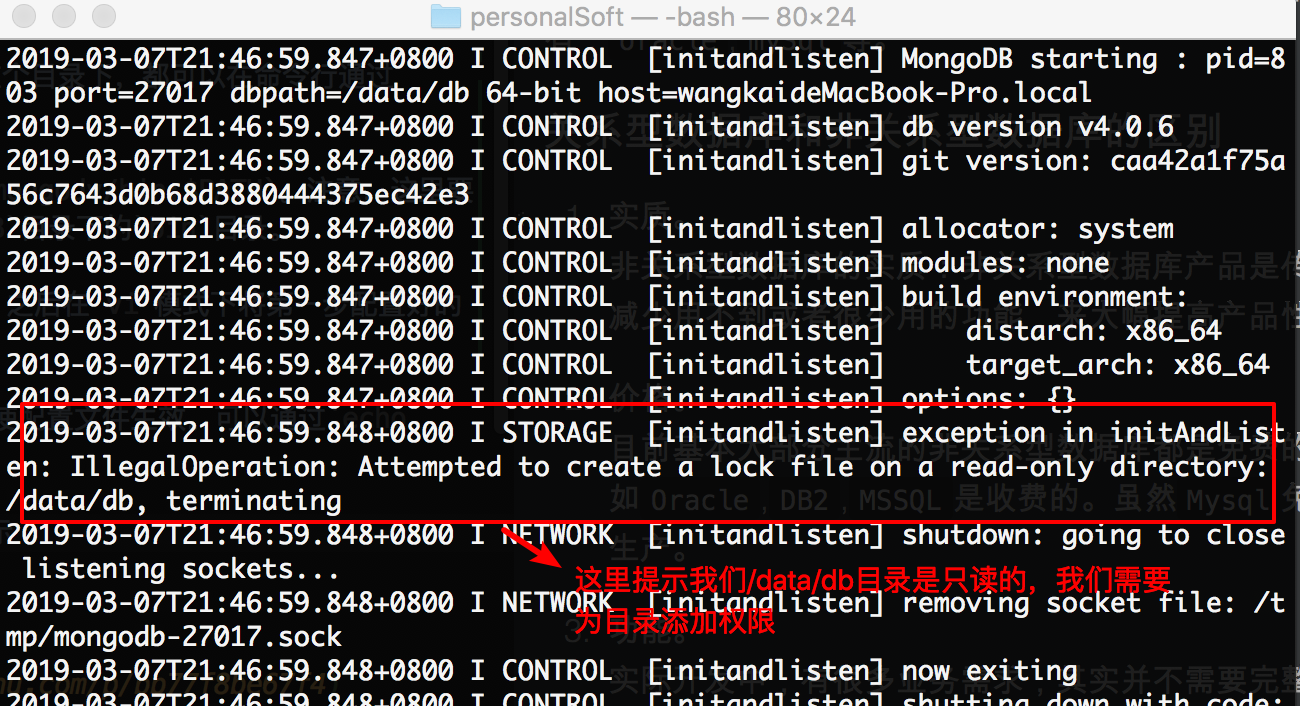 personalSoft — -bash — 80×24
2019-03-07T21:46:59.847+0800 I CONTROL  [initandlisten] MongoDB starting : pid=8
03 port=27017 dbpath=/data/db 64-bit host=wangkaideMacBook-Pro.local
2019-03-07T21:46:59.847+0800 I CONTROL  [initandlisten] db version v4.0.6
2019-03-07T21:46:59.847+0800 I CONTROL  [initandlisten] git version: caa42a1f75a
56c7643d0b68d3880444375ec42e3
2019-03-07T21:46:59.847+0800 I CONTROL  [initandlisten] allocator: system
2019-03-07T21:46:59.847+0800 I CONTROL  [initandlisten] modules: none
2019-03-07T21:46:59.847+0800 I CONTROL  [initandlisten] build environment:
2019-03-07T21:46:59.847+0800 I CONTROL  [initandlisten]     distarch: x86_64
2019-03-07T21:46:59.847+0800 I CONTROL  [initandlisten]     target_arch: x86_64
2019-03-07T21:46:59.847+0800 I CONTROL  [initandlisten] options: {}
2019-03-07T21:46:59.848+0800 I STORAGE  [initandlisten] exception in initAndList
en: IllegalOperation: Attempted to create a lock file on a read-only directory:
/data/db, terminating
2019-03-07T21:46:59.848+0800 I NETWORK  [initandlisten] shutdown: going to close
 listening sockets...
这里提示我们/data/db目录是只读的，我们需要
为目录添加权限
2019-03-07T21:46:59.848+0800 I NETWORK  [initandlisten] removing socket file: /t
mp/mongodb-27017.sock
2019-03-07T21:46:59.848+0800 I CONTROL  [initandlisten] now exiting
2019-03-07T21:46:59.848+0800 I CONTROL  [initandlisten] shutting down with code: